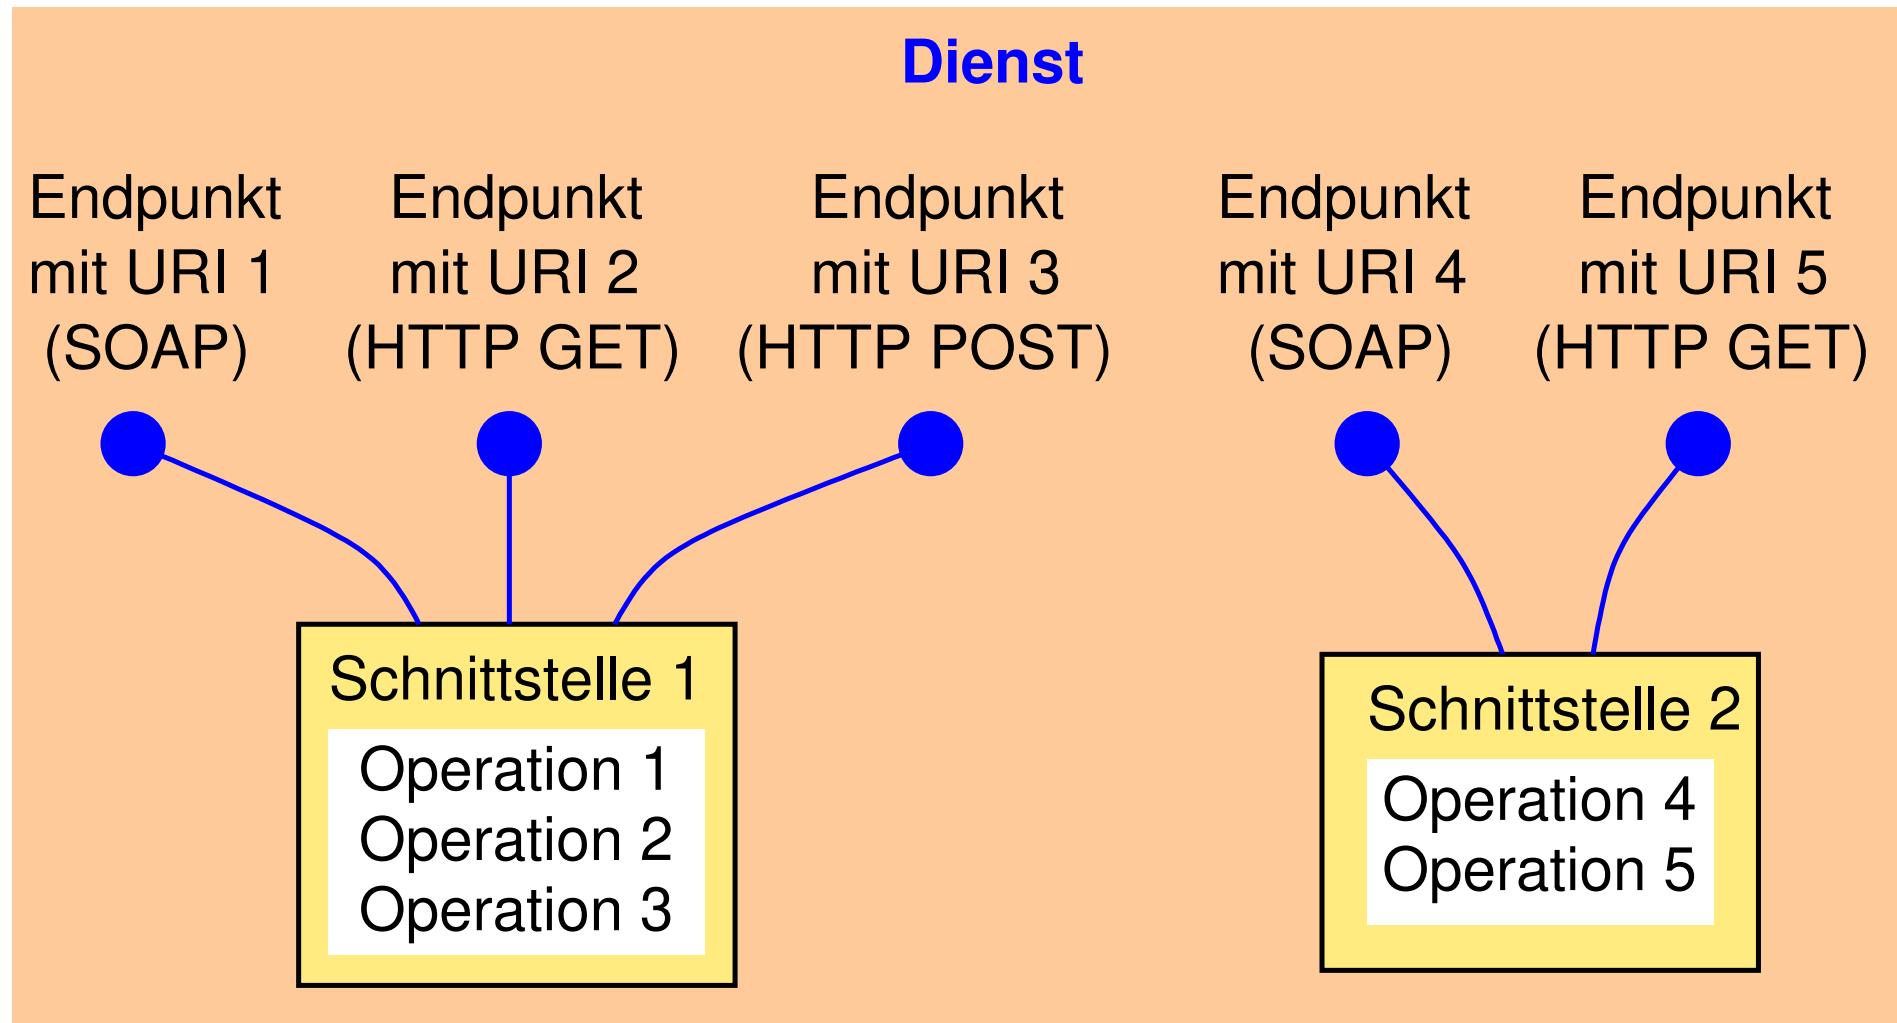 Dienst
Endpunkt
mit URI 1
(SOAP)
Endpunkt
mit URI 2
(HTTP GET)
Endpunkt
mit URI 3
(HTTP POST)
Endpunkt
mit URI 4
(SOAP)
Endpunkt
mit URI 5
(HTTP GET)
Schnittstelle 1
Operation 1
Operation 2
Operation 3
Schnittstelle 2
Operation 4
Operation 5